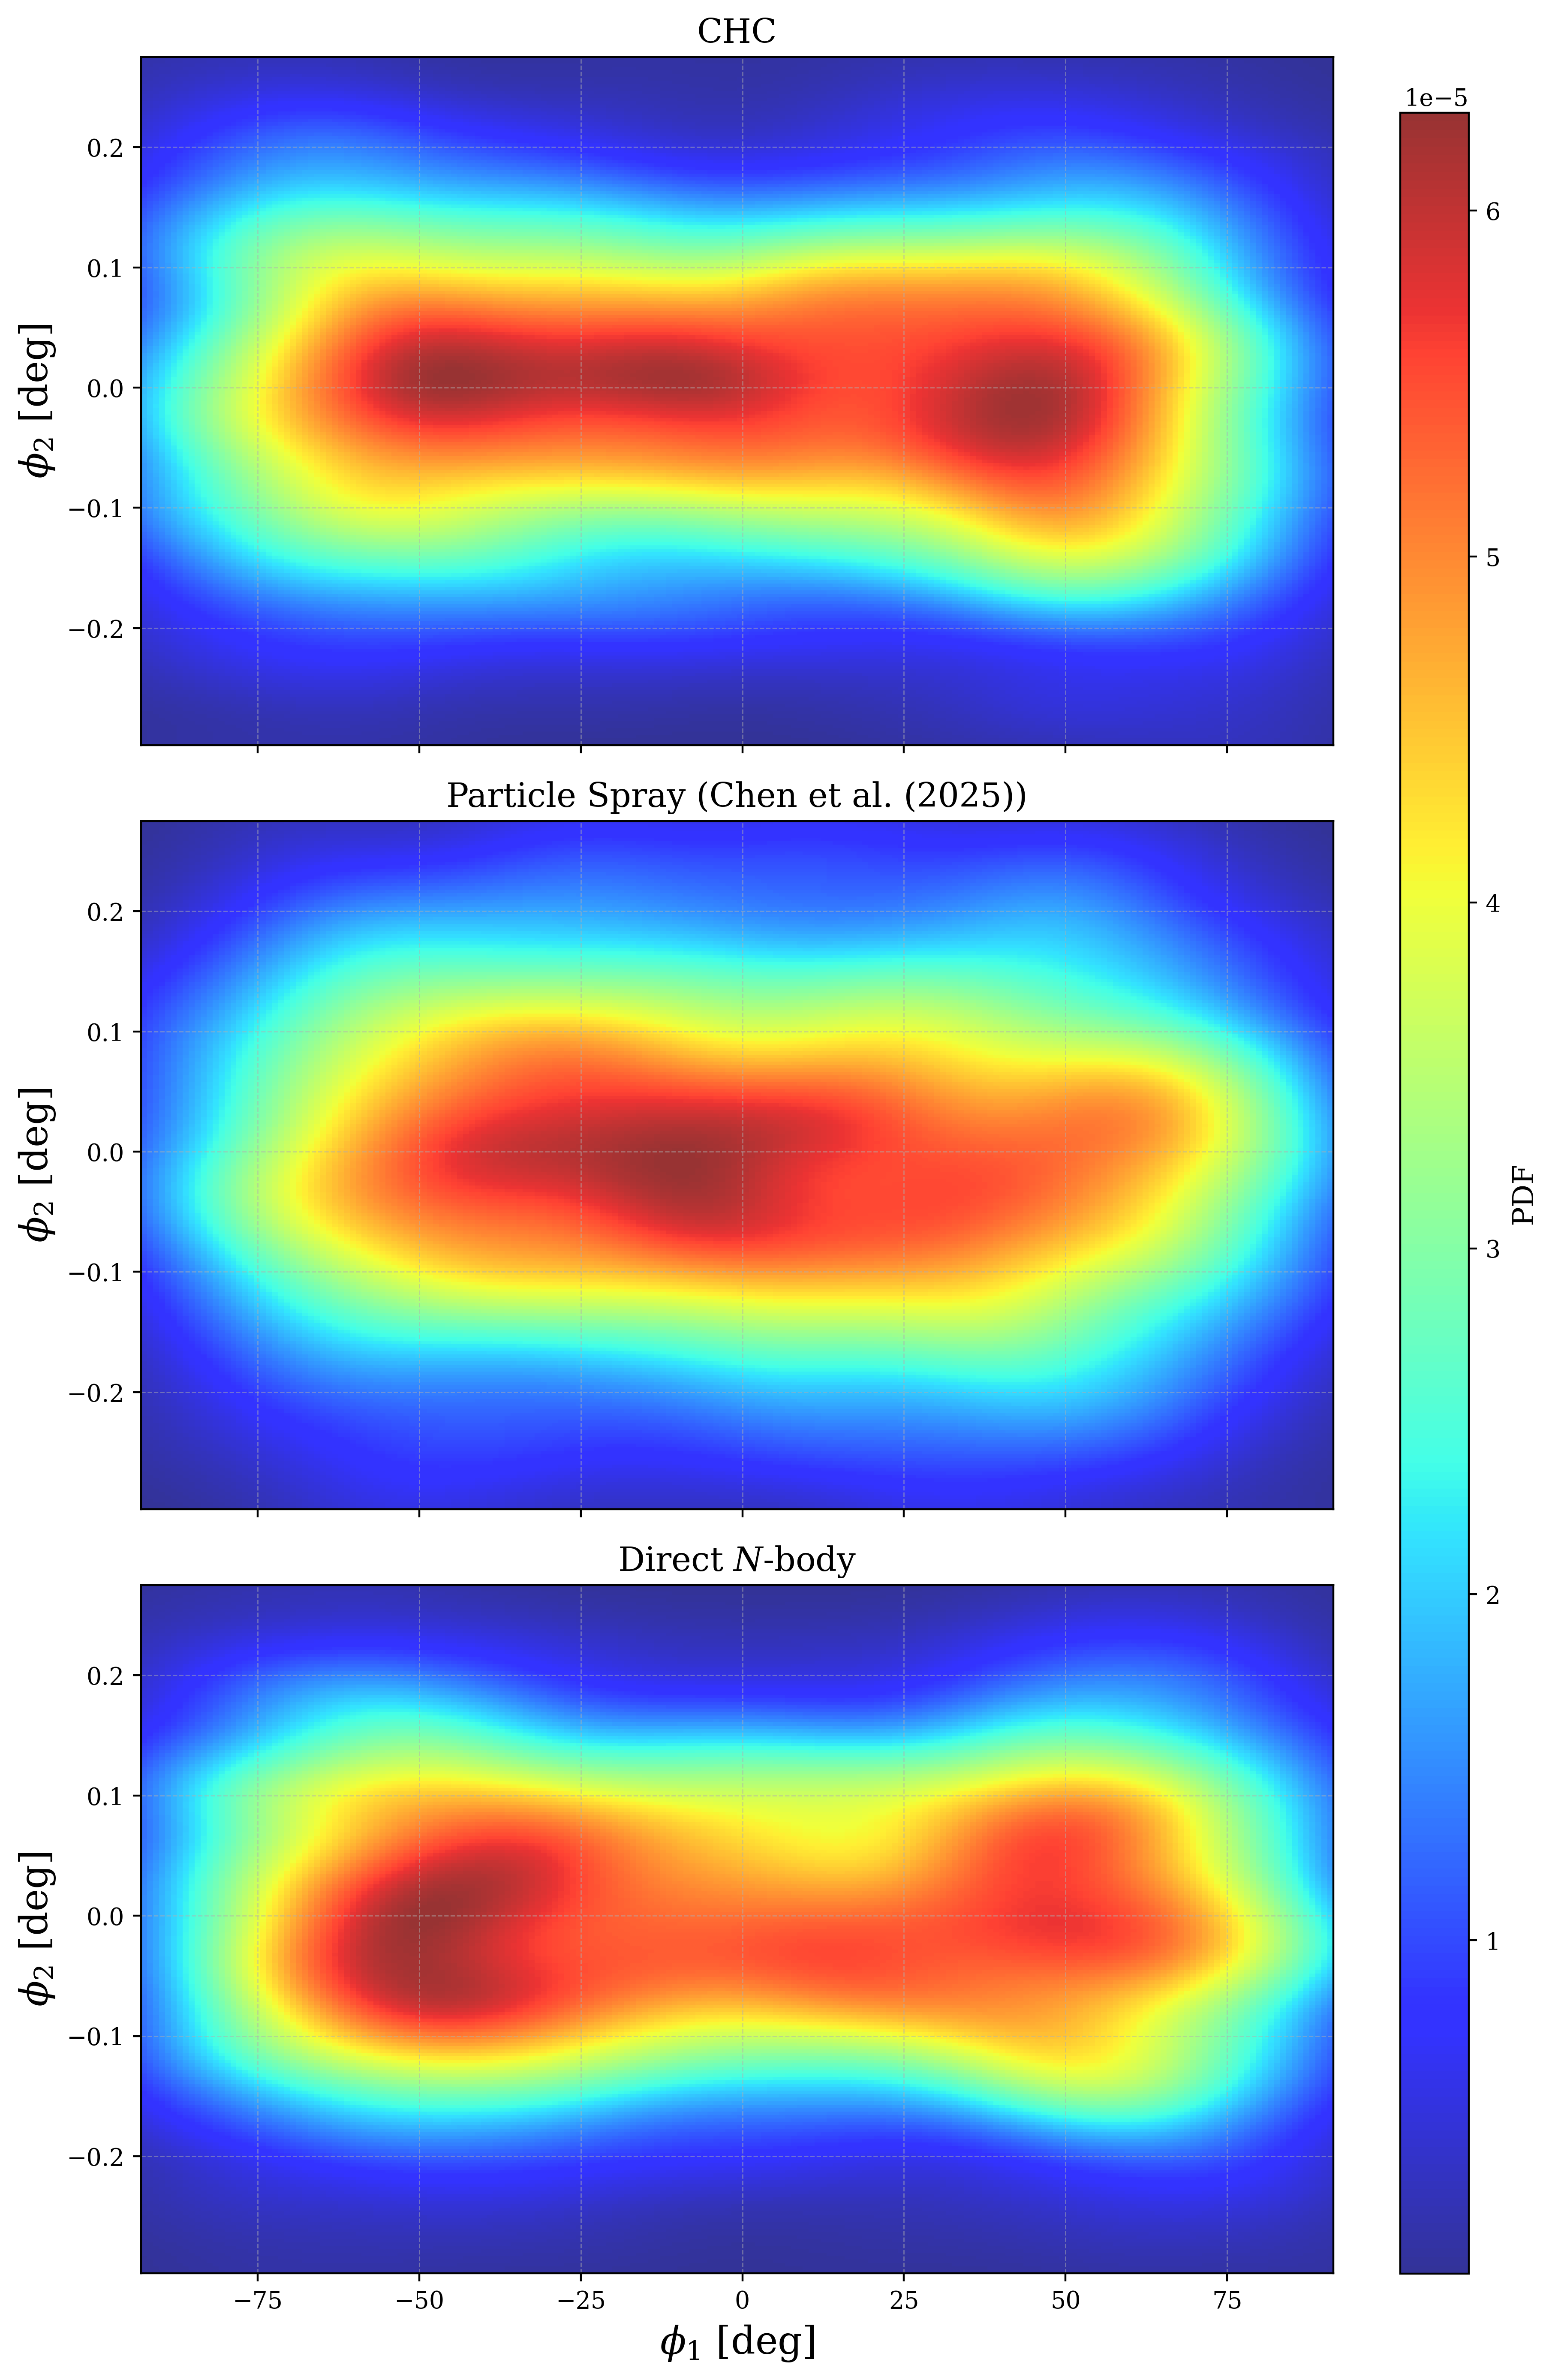 CHC
1e−5
0.2
0.1
0.0
−0.1
−0.2
ϕ2 [deg]
Particle Spray (Chen et al. (2025))
0.2
0.1
0.0
−0.1
−0.2
ϕ2 [deg]
Direct N-body
0.2
0.1
0.0
−0.1
−0.2
ϕ2 [deg]
−75 −50 −25 0 25 50 75
ϕ1 [deg]
6
5
4
3
2
1
PDF